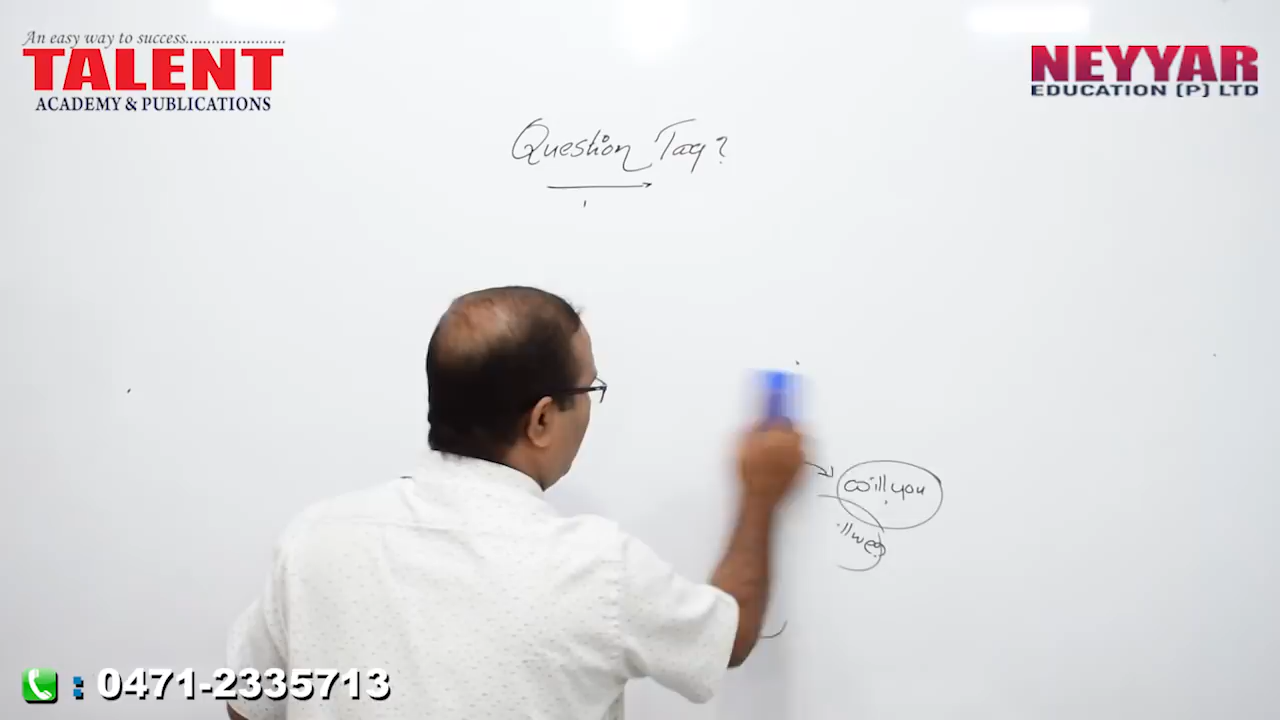 An easy way to success.......................
TALENT
ACADEMY & PUBLICATIONS
NEYYAR
EDUCATION (P) LTD
Question Tag?
will you
: 0471-2335713